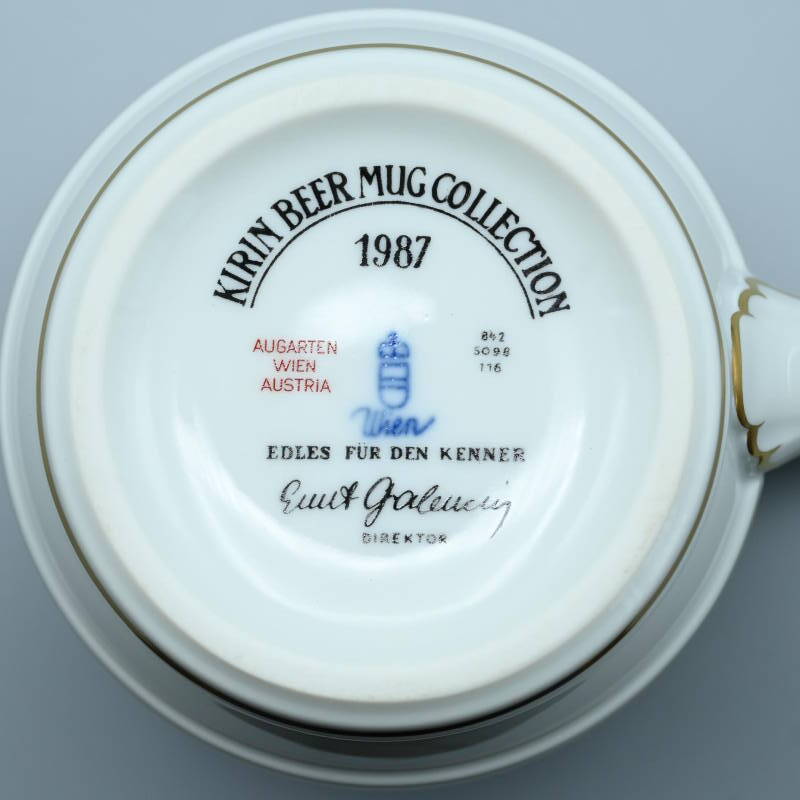 KIRIN BEER MUG COLLECTION
1987
AUGARTEN
WIEN
AUSTRIA
842
5098
116
Wien
EDLES FÜR DEN KENNER
DIREKTOR